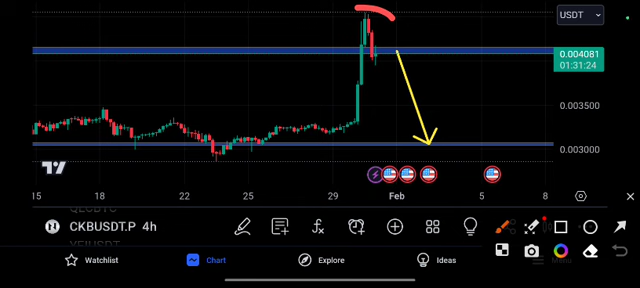 USDT
0.004081
01:31:24
0.003500
0.003000
15 18 22 25 29 Feb 5 8
CKBUSDT.P 4h
Watchlist Chart Explore Ideas Menu